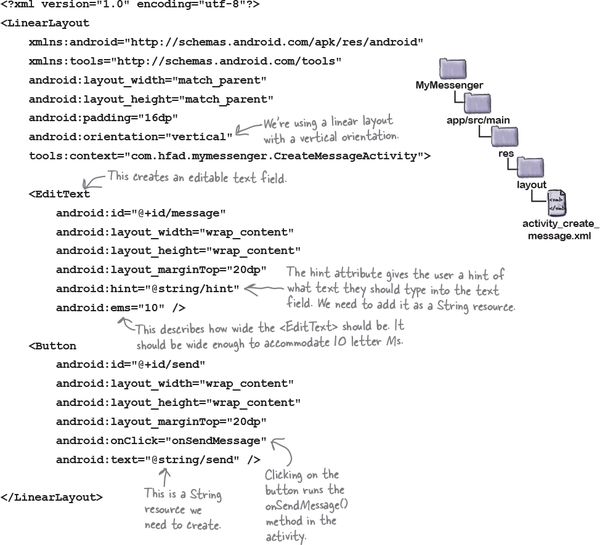 <?xml version="1.0" encoding="utf-8"?>
<LinearLayout
xmlns:android="http://schemas.android.com/apk/res/android"
xmlns:tools="http://schemas.android.com/tools"
android:layout_width="match_parent"
android:layout_height="match_parent"
android:padding="16dp"
android:orientation="vertical"
We're using a linear layout
with a vertical orientation.
tools:context="com.hfad.mymessenger.CreateMessageActivity">
MyMessenger
app/src/main
res
layout
<xml>
</xml>
activity_create_
message.xml
This creates an editable text field.
<EditText
android:id="@+id/message"
android:layout_width="wrap_content"
android:layout_height="wrap_content"
android:layout_marginTop="20dp"
android:hint="@string/hint"
The hint attribute gives the user a hint of
what text they should type into the text
field. We need to add it as a String resource.
android:ems="10" />
This describes how wide the <EditText> should be. It
should be wide enough to accommodate 10 letter Ms.
<Button
android:id="@+id/send"
android:layout_width="wrap_content"
android:layout_height="wrap_content"
android:layout_marginTop="20dp"
android:onClick="onSendMessage"
android:text="@string/send" />
Clicking on the
button runs the
onSendMessage()
method in the
activity.
This is a String
resource we
need to create.
</LinearLayout>